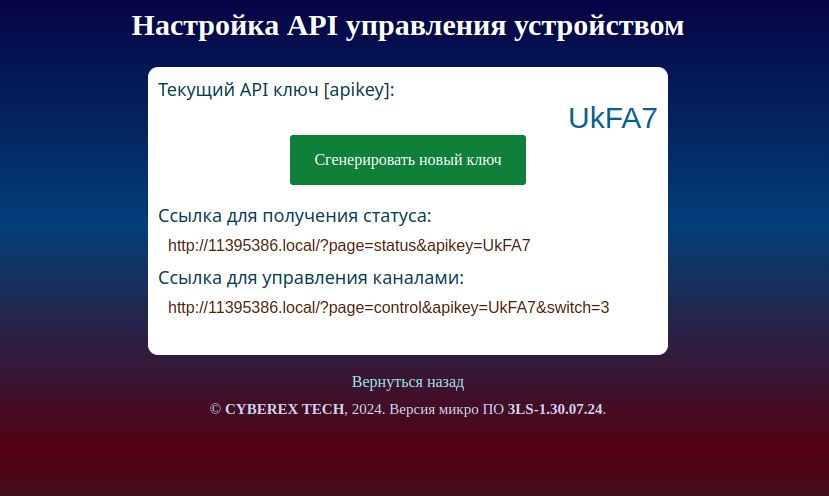 Настройка API управления устройством
Текущий API ключ [apikey]:
UkFA7
Сгенерировать новый ключ
Ссылка для получения статуса:
http://11395386.local/?page=status&apikey=UkFA7
Ссылка для управления каналами:
http://11395386.local/?page=control&apikey=UkFA7&switch=3
Вернуться назад
© CYBEREX TECH, 2024. Версия микро ПО 3LS-1.30.07.24.